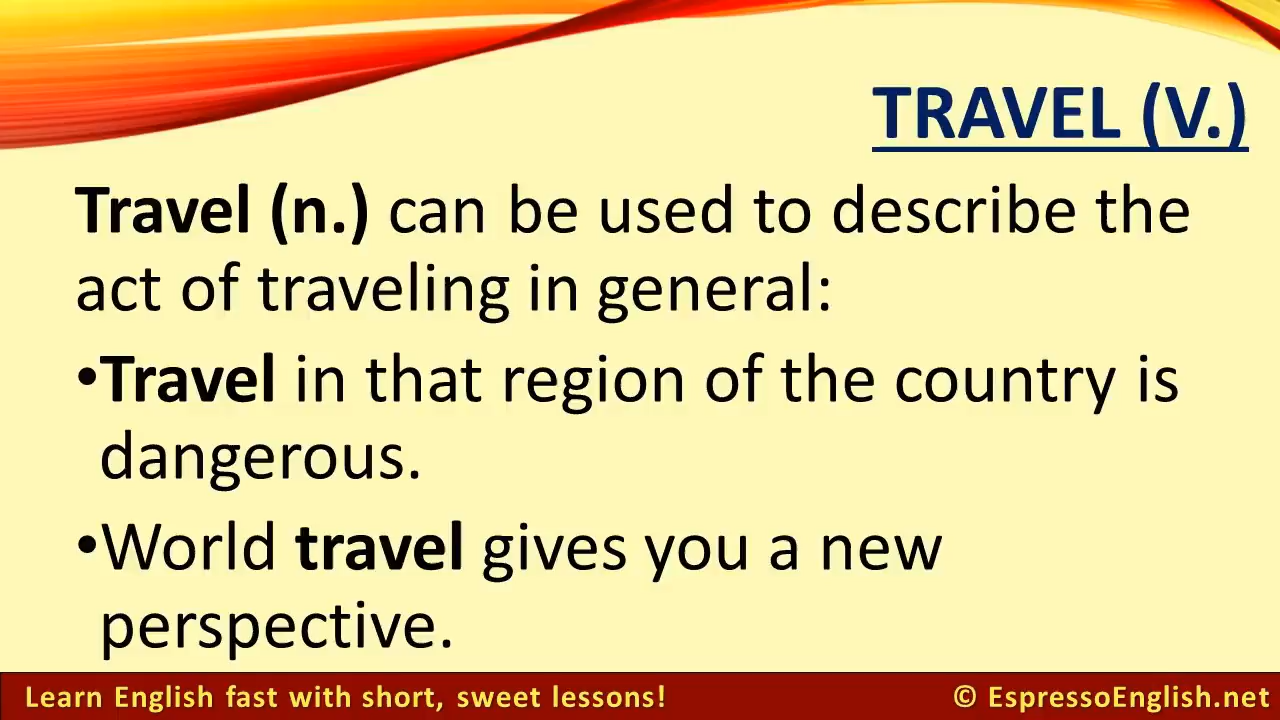 TRAVEL (V.)
Travel (n.) can be used to describe the
act of traveling in general:
•Travel in that region of the country is
dangerous.
•World travel gives you a new
perspective.
Learn English fast with short, sweet lessons!
© EspressoEnglish.net